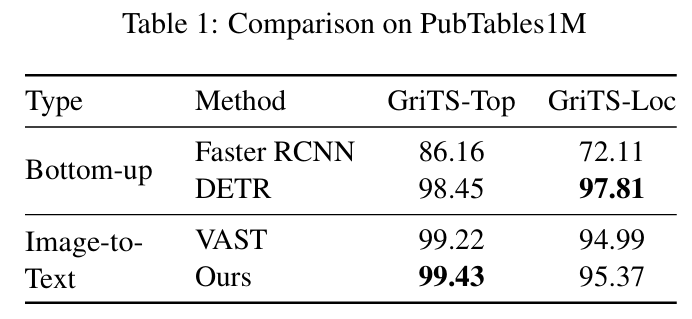 Table 1: Comparison on PubTables1M
Type Method GriTS-Top GriTS-Loc
Bottom-up
Faster RCNN 86.16 72.11
DETR 98.45 97.81
Image-to-
Text
VAST 99.22 94.99
Ours 99.43 95.37